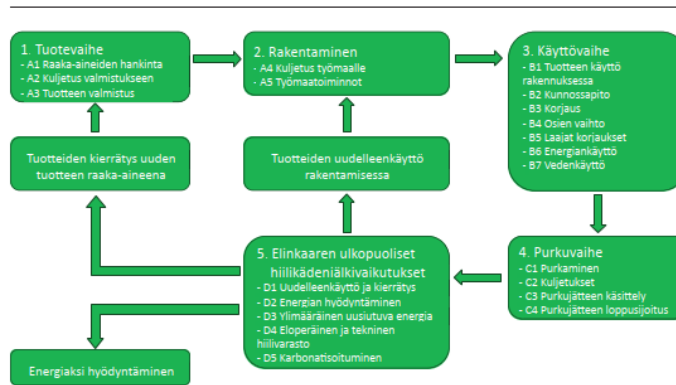 1. Tuotevaihe
- A1 Raaka-aineiden hankinta
- A2 Kuljetus valmistukseen
- A3 Tuotteen valmistus
2. Rakentaminen
- A4 Kuljetus työmaalle
- A5 Työmaatoiminnot
3. Käyttövaihe
- B1 Tuotteen käyttö
rakennuksessa
- B2 Kunnossapito
- B3 Korjaus
- B4 Osien vaihto
- B5 Laajat korjaukset
- B6 Energiankäyttö
- B7 Vedenkäyttö
Tuotteiden kierrätys uuden
tuotteen raaka-aineena
Tuotteiden uudelleenkäyttö
rakentamisessa
4. Purkuvaihe
- C1 Purkaminen
- C2 Kuljetukset
- C3 Purkujätteen käsittely
- C4 Purkujätteen loppusijoitus
5. Elinkaaren ulkopuoliset
hiilikädenjälkivaikutukset
- D1 Uudelleenkäyttö ja kierrätys
- D2 Energian hyödyntäminen
- D3 Ylimääräinen uusiutuva energia
- D4 Eloperäinen ja tekninen
hiilivarasto
- D5 Karbonatisoituminen
Energiaksi hyödyntäminen